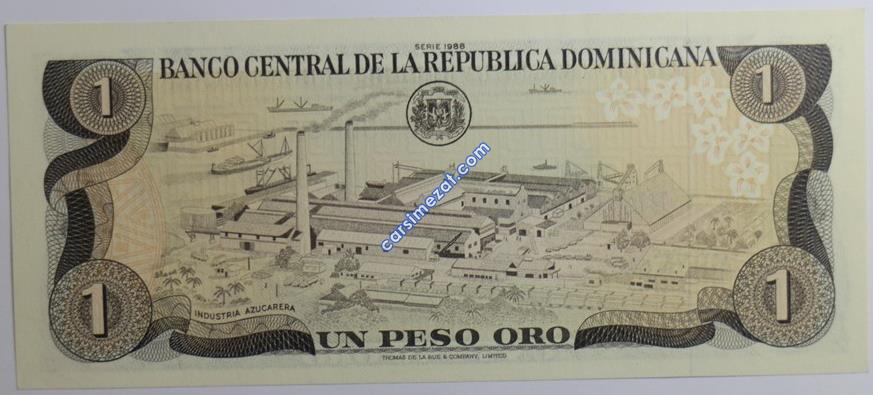 SERIE 1988
BANCO CENTRAL DE LA REPUBLICA DOMINICANA
1
1
carsimezat.com
1
1
INDUSTRIA AZUCARERA
UN PESO ORO
THOMAS DE LA RUE & COMPANY, LIMITED